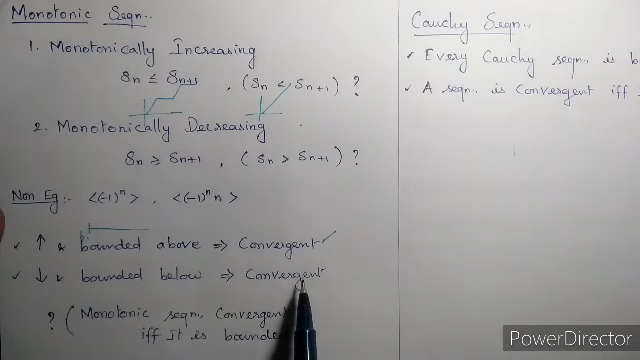 Monotonic Seqn..
1. Monotonically Increasing
Sn ≤ Sn+1 , (Sn < Sn+1) ?
2. Monotonically Decreasing
Sn ≥ Sn+1 , (Sn > Sn+1) ?
Non Eg:- <(-1)^n> , <(-1)^n n>
✓ ↑ & bounded above ⇒ Convergent ✓
✓ ↓ & bounded below ⇒ Convergent
? (Monotonic seqn.. Convergent
iff it is bounded
Cauchy Seqn..
✓ Every Cauchy seqn.. is
✓ A seqn.. is Convergent iff
PowerDirector